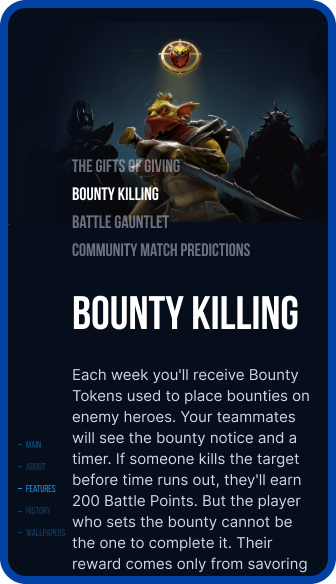 THE GIFTS OF GIVING
BOUNTY KILLING
BATTLE GAUNTLET
COMMUNITY MATCH PREDICTIONS
BOUNTY KILLING
Each week you'll receive Bounty
Tokens used to place bounties on
enemy heroes. Your teammates
will see the bounty notice and a
timer. If someone kills the target
before time runs out, they'll earn
200 Battle Points. But the player
who sets the bounty cannot be
the one to complete it. Their
reward comes only from savoring
– MAIN
– ABOUT
– FEATURES
– HISTORY
– WALLPAPERS